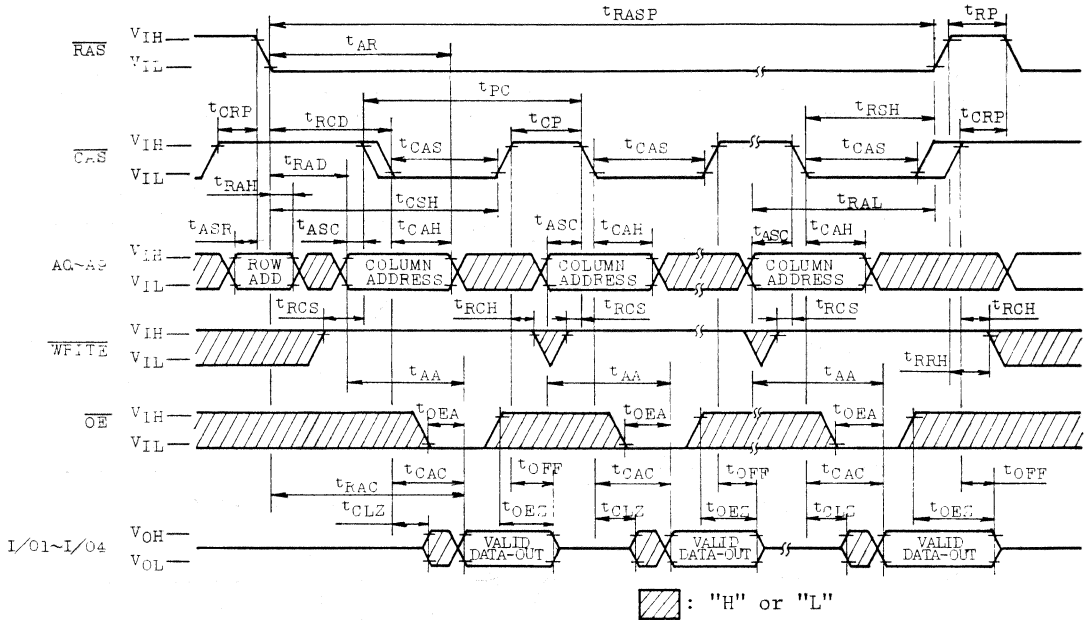 tRASP
tRP
tAR
RAS
VIH
VIL
tPC
tCRP
tRCD
tCP
tRSH
tCRP
CAS
VIH
VIL
tCAS
tCAS
tCAS
tRAD
tRAH
tCSH
tRAL
tASR
tASC
tCAH
tASC
tCAH
tASC
tCAH
A0~A9
VIH
VIL
ROW ADD
COLUMN ADDRESS
COLUMN ADDRESS
COLUMN ADDRESS
tRCS
tRCH
tRCS
tRCS
tRCH
WRITE
VIH
VIL
tRRH
tAA
tAA
tAA
OE
VIH
VIL
tOEA
tOEA
tOEA
tCAC
tOFF
tCAC
tOFF
tCAC
tOFF
tRAC
tCLZ
tOEZ
tCLZ
tOEZ
tCLZ
tOEZ
I/O1~I/O4
VOH
VOL
VALID DATA-OUT
VALID DATA-OUT
VALID DATA-OUT
: "H" or "L"